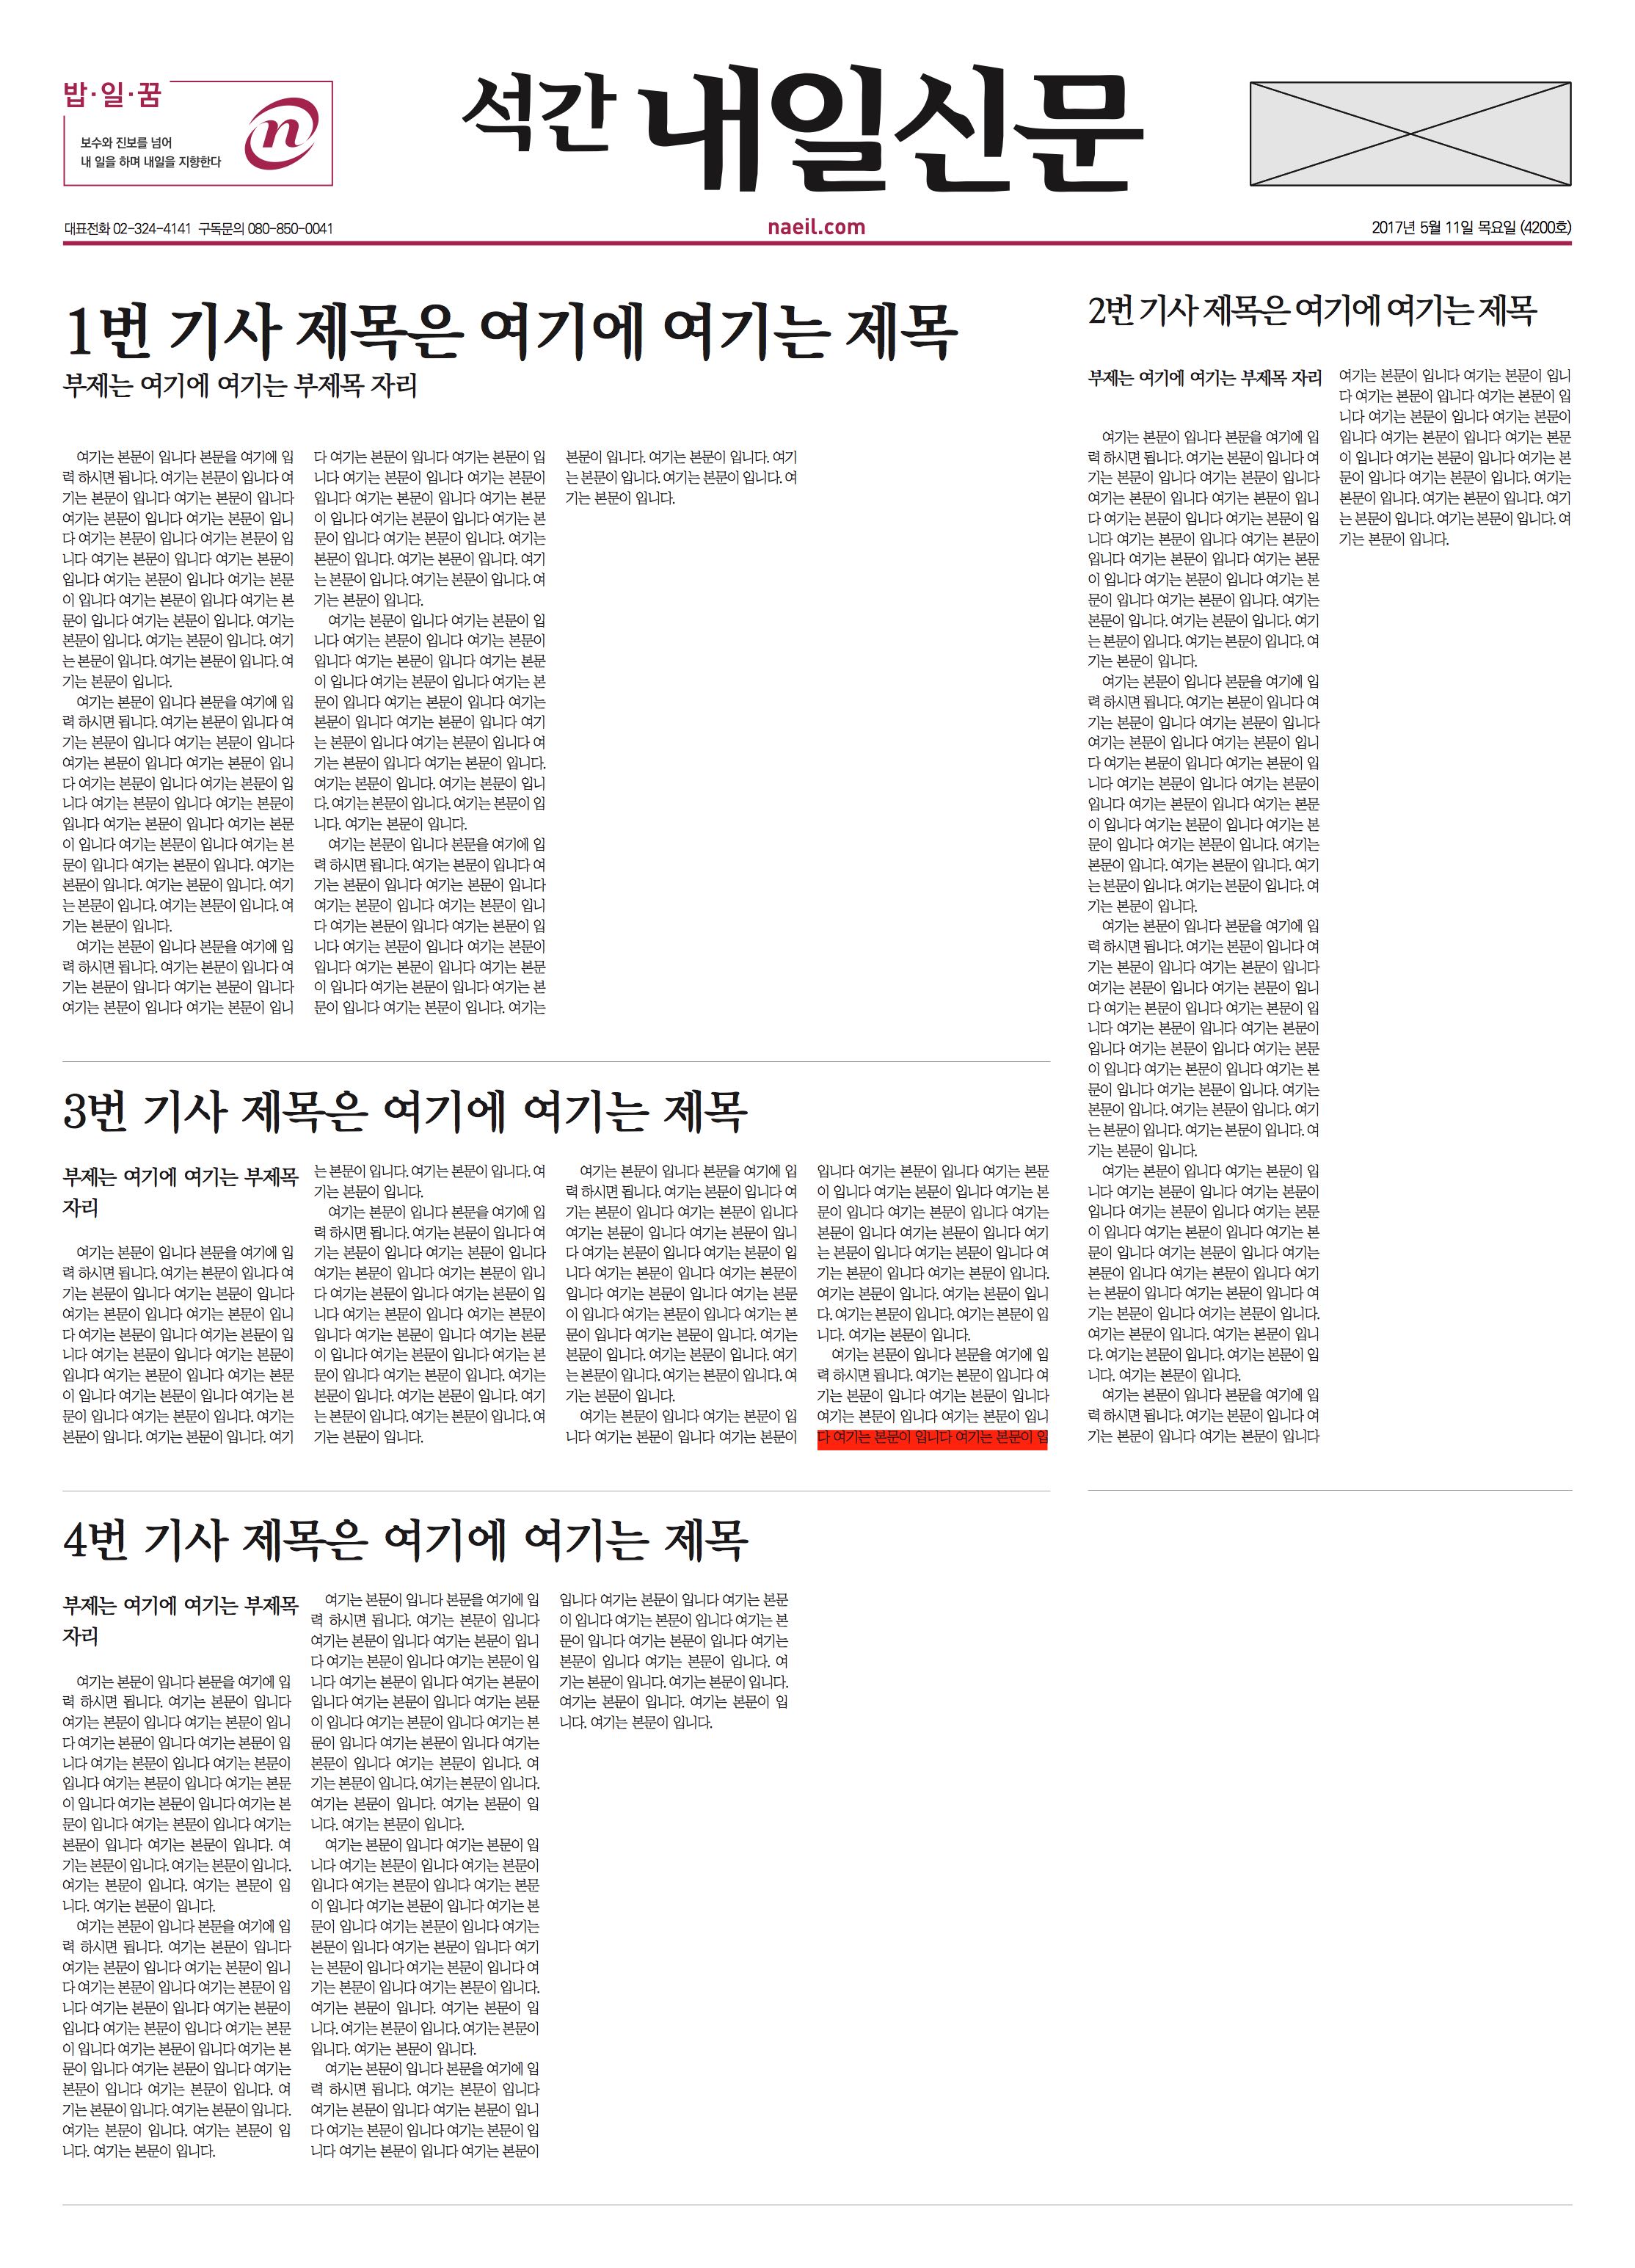 밥·일·꿈
보수와 진보를 넘어
내 일을 하며 내일을 지향한다
n
석간 내일신문
대표전화 02-324-4141 구독문의 080-850-0041
naeil.com
2017년 5월 11일 목요일 (4200호)
1번 기사 제목은 여기에 여기는 제목
부제는 여기에 여기는 부제목 자리
여기는 본문이 입니다 본문을 여기에 입
력 하시면 됩니다. 여기는 본문이 입니다 여
기는 본문이 입니다 여기는 본문이 입니다
여기는 본문이 입니다 여기는 본문이 입니
다 여기는 본문이 입니다 여기는 본문이 입
니다 여기는 본문이 입니다 여기는 본문이
입니다 여기는 본문이 입니다 여기는 본문
이 입니다 여기는 본문이 입니다 여기는 본
문이 입니다 여기는 본문이 입니다. 여기는
본문이 입니다. 여기는 본문이 입니다. 여기
는 본문이 입니다. 여기는 본문이 입니다. 여
기는 본문이 입니다.
여기는 본문이 입니다 본문을 여기에 입
력 하시면 됩니다. 여기는 본문이 입니다 여
기는 본문이 입니다 여기는 본문이 입니다
여기는 본문이 입니다 여기는 본문이 입니
다 여기는 본문이 입니다 여기는 본문이 입
니다 여기는 본문이 입니다 여기는 본문이
입니다 여기는 본문이 입니다 여기는 본문
이 입니다 여기는 본문이 입니다 여기는 본
문이 입니다 여기는 본문이 입니다. 여기는
본문이 입니다. 여기는 본문이 입니다. 여기
는 본문이 입니다. 여기는 본문이 입니다. 여
기는 본문이 입니다.
여기는 본문이 입니다 본문을 여기에 입
력 하시면 됩니다. 여기는 본문이 입니다 여
기는 본문이 입니다 여기는 본문이 입니다
여기는 본문이 입니다 여기는 본문이 입니
다 여기는 본문이 입니다 여기는 본문이 입
니다 여기는 본문이 입니다 여기는 본문이
입니다 여기는 본문이 입니다 여기는 본문
이 입니다 여기는 본문이 입니다 여기는 본
문이 입니다 여기는 본문이 입니다. 여기는
본문이 입니다. 여기는 본문이 입니다. 여기
는 본문이 입니다. 여기는 본문이 입니다. 여
기는 본문이 입니다.
여기는 본문이 입니다 여기는 본문이 입
니다 여기는 본문이 입니다 여기는 본문이
입니다 여기는 본문이 입니다 여기는 본문
이 입니다 여기는 본문이 입니다 여기는 본
문이 입니다 여기는 본문이 입니다 여기는
본문이 입니다 여기는 본문이 입니다 여기
는 본문이 입니다 여기는 본문이 입니다 여
기는 본문이 입니다 여기는 본문이 입니다.
여기는 본문이 입니다. 여기는 본문이 입니
다. 여기는 본문이 입니다. 여기는 본문이 입
니다. 여기는 본문이 입니다.
여기는 본문이 입니다 본문을 여기에 입
력 하시면 됩니다. 여기는 본문이 입니다 여
기는 본문이 입니다 여기는 본문이 입니다
여기는 본문이 입니다 여기는 본문이 입니
다 여기는 본문이 입니다 여기는 본문이 입
니다 여기는 본문이 입니다 여기는 본문이
입니다 여기는 본문이 입니다 여기는 본문
이 입니다 여기는 본문이 입니다 여기는 본
문이 입니다 여기는 본문이 입니다. 여기는
본문이 입니다. 여기는 본문이 입니다. 여기
는 본문이 입니다. 여기는 본문이 입니다. 여
기는 본문이 입니다.
2번 기사 제목은 여기에 여기는 제목
부제는 여기에 여기는 부제목 자리
여기는 본문이 입니다 본문을 여기에 입
력 하시면 됩니다. 여기는 본문이 입니다 여
기는 본문이 입니다 여기는 본문이 입니다
여기는 본문이 입니다 여기는 본문이 입니
다 여기는 본문이 입니다 여기는 본문이 입
니다 여기는 본문이 입니다 여기는 본문이
입니다 여기는 본문이 입니다 여기는 본문
이 입니다 여기는 본문이 입니다 여기는 본
문이 입니다 여기는 본문이 입니다. 여기는
본문이 입니다. 여기는 본문이 입니다. 여기
는 본문이 입니다. 여기는 본문이 입니다. 여
기는 본문이 입니다.
여기는 본문이 입니다 본문을 여기에 입
력 하시면 됩니다. 여기는 본문이 입니다 여
기는 본문이 입니다 여기는 본문이 입니다
여기는 본문이 입니다 여기는 본문이 입니
다 여기는 본문이 입니다 여기는 본문이 입
니다 여기는 본문이 입니다 여기는 본문이
입니다 여기는 본문이 입니다 여기는 본문
이 입니다 여기는 본문이 입니다 여기는 본
문이 입니다 여기는 본문이 입니다. 여기는
본문이 입니다. 여기는 본문이 입니다. 여기
는 본문이 입니다. 여기는 본문이 입니다. 여
기는 본문이 입니다.
여기는 본문이 입니다 본문을 여기에 입
력 하시면 됩니다. 여기는 본문이 입니다 여
기는 본문이 입니다 여기는 본문이 입니다
여기는 본문이 입니다 여기는 본문이 입니
다 여기는 본문이 입니다 여기는 본문이 입
니다 여기는 본문이 입니다 여기는 본문이
입니다 여기는 본문이 입니다 여기는 본문
이 입니다 여기는 본문이 입니다 여기는 본
문이 입니다 여기는 본문이 입니다. 여기는
본문이 입니다. 여기는 본문이 입니다. 여기
는 본문이 입니다. 여기는 본문이 입니다. 여
기는 본문이 입니다.
여기는 본문이 입니다 여기는 본문이 입
니다 여기는 본문이 입니다 여기는 본문이
입니다 여기는 본문이 입니다 여기는 본문
이 입니다 여기는 본문이 입니다 여기는 본
문이 입니다 여기는 본문이 입니다 여기는
본문이 입니다 여기는 본문이 입니다 여기
는 본문이 입니다 여기는 본문이 입니다 여
기는 본문이 입니다 여기는 본문이 입니다.
여기는 본문이 입니다. 여기는 본문이 입니
다. 여기는 본문이 입니다. 여기는 본문이 입
니다. 여기는 본문이 입니다.
여기는 본문이 입니다 본문을 여기에 입
력 하시면 됩니다. 여기는 본문이 입니다 여
기는 본문이 입니다 여기는 본문이 입니다
여기는 본문이 입니다 여기는 본문이 입니
다 여기는 본문이 입니다 여기는 본문이 입
니다 여기는 본문이 입니다 여기는 본문이
입니다 여기는 본문이 입니다 여기는 본문
이 입니다 여기는 본문이 입니다 여기는 본
문이 입니다 여기는 본문이 입니다. 여기는
본문이 입니다. 여기는 본문이 입니다. 여기
는 본문이 입니다. 여기는 본문이 입니다. 여
기는 본문이 입니다.
3번 기사 제목은 여기에 여기는 제목
부제는 여기에 여기는 부제목
자리
여기는 본문이 입니다 본문을 여기에 입
력 하시면 됩니다. 여기는 본문이 입니다 여
기는 본문이 입니다 여기는 본문이 입니다
여기는 본문이 입니다 여기는 본문이 입니
다 여기는 본문이 입니다 여기는 본문이 입
니다 여기는 본문이 입니다 여기는 본문이
입니다 여기는 본문이 입니다 여기는 본문
이 입니다 여기는 본문이 입니다 여기는 본
문이 입니다 여기는 본문이 입니다. 여기는
본문이 입니다. 여기는 본문이 입니다. 여기
는 본문이 입니다. 여기는 본문이 입니다. 여
기는 본문이 입니다.
여기는 본문이 입니다 본문을 여기에 입
력 하시면 됩니다. 여기는 본문이 입니다 여
기는 본문이 입니다 여기는 본문이 입니다
여기는 본문이 입니다 여기는 본문이 입니
다 여기는 본문이 입니다 여기는 본문이 입
니다 여기는 본문이 입니다 여기는 본문이
입니다 여기는 본문이 입니다 여기는 본문
이 입니다 여기는 본문이 입니다 여기는 본
문이 입니다 여기는 본문이 입니다. 여기는
본문이 입니다. 여기는 본문이 입니다. 여기
는 본문이 입니다. 여기는 본문이 입니다. 여
기는 본문이 입니다.
여기는 본문이 입니다 본문을 여기에 입
력 하시면 됩니다. 여기는 본문이 입니다 여
기는 본문이 입니다 여기는 본문이 입니다
여기는 본문이 입니다 여기는 본문이 입니
다 여기는 본문이 입니다 여기는 본문이 입
니다 여기는 본문이 입니다 여기는 본문이
입니다 여기는 본문이 입니다 여기는 본문
이 입니다 여기는 본문이 입니다 여기는 본
문이 입니다 여기는 본문이 입니다. 여기는
본문이 입니다. 여기는 본문이 입니다. 여기
는 본문이 입니다. 여기는 본문이 입니다. 여
기는 본문이 입니다.
여기는 본문이 입니다 여기는 본문이 입
니다 여기는 본문이 입니다 여기는 본문이
입니다 여기는 본문이 입니다 여기는 본문
이 입니다 여기는 본문이 입니다 여기는 본
문이 입니다 여기는 본문이 입니다 여기는
본문이 입니다 여기는 본문이 입니다 여기
는 본문이 입니다 여기는 본문이 입니다 여
기는 본문이 입니다 여기는 본문이 입니다.
여기는 본문이 입니다. 여기는 본문이 입니
다. 여기는 본문이 입니다. 여기는 본문이 입
니다. 여기는 본문이 입니다.
여기는 본문이 입니다 본문을 여기에 입
력 하시면 됩니다. 여기는 본문이 입니다 여
기는 본문이 입니다 여기는 본문이 입니다
여기는 본문이 입니다 여기는 본문이 입니
다 여기는 본문이 입니다 여기는 본문이 입
4번 기사 제목은 여기에 여기는 제목
부제는 여기에 여기는 부제목
자리
여기는 본문이 입니다 본문을 여기에 입
력 하시면 됩니다. 여기는 본문이 입니다
여기는 본문이 입니다 여기는 본문이 입니
다 여기는 본문이 입니다 여기는 본문이 입
니다 여기는 본문이 입니다 여기는 본문이
입니다 여기는 본문이 입니다 여기는 본문
이 입니다 여기는 본문이 입니다 여기는 본
문이 입니다 여기는 본문이 입니다 여기는
본문이 입니다 여기는 본문이 입니다. 여
기는 본문이 입니다. 여기는 본문이 입니다.
여기는 본문이 입니다. 여기는 본문이 입
니다. 여기는 본문이 입니다.
여기는 본문이 입니다 본문을 여기에 입
력 하시면 됩니다. 여기는 본문이 입니다
여기는 본문이 입니다 여기는 본문이 입니
다 여기는 본문이 입니다 여기는 본문이 입
니다 여기는 본문이 입니다 여기는 본문이
입니다 여기는 본문이 입니다 여기는 본문
이 입니다 여기는 본문이 입니다 여기는 본
문이 입니다 여기는 본문이 입니다 여기는
본문이 입니다 여기는 본문이 입니다. 여
기는 본문이 입니다. 여기는 본문이 입니다.
여기는 본문이 입니다. 여기는 본문이 입
니다. 여기는 본문이 입니다.
여기는 본문이 입니다 본문을 여기에 입
력 하시면 됩니다. 여기는 본문이 입니다
여기는 본문이 입니다 여기는 본문이 입니
다 여기는 본문이 입니다 여기는 본문이 입
니다 여기는 본문이 입니다 여기는 본문이
입니다 여기는 본문이 입니다 여기는 본문
이 입니다 여기는 본문이 입니다 여기는 본
문이 입니다 여기는 본문이 입니다 여기는
본문이 입니다 여기는 본문이 입니다. 여
기는 본문이 입니다. 여기는 본문이 입니다.
여기는 본문이 입니다. 여기는 본문이 입
니다. 여기는 본문이 입니다.
여기는 본문이 입니다 여기는 본문이 입
니다 여기는 본문이 입니다 여기는 본문이
입니다 여기는 본문이 입니다 여기는 본문
이 입니다 여기는 본문이 입니다 여기는 본
문이 입니다 여기는 본문이 입니다 여기는
본문이 입니다 여기는 본문이 입니다 여기
는 본문이 입니다 여기는 본문이 입니다 여
기는 본문이 입니다 여기는 본문이 입니다.
여기는 본문이 입니다. 여기는 본문이 입
니다. 여기는 본문이 입니다. 여기는 본문이
입니다. 여기는 본문이 입니다.
여기는 본문이 입니다 본문을 여기에 입
력 하시면 됩니다. 여기는 본문이 입니다
여기는 본문이 입니다 여기는 본문이 입니
다 여기는 본문이 입니다 여기는 본문이 입
니다 여기는 본문이 입니다 여기는 본문이
입니다 여기는 본문이 입니다 여기는 본문
이 입니다 여기는 본문이 입니다 여기는 본
문이 입니다 여기는 본문이 입니다 여기는
본문이 입니다 여기는 본문이 입니다. 여
기는 본문이 입니다. 여기는 본문이 입니다.
여기는 본문이 입니다. 여기는 본문이 입
니다. 여기는 본문이 입니다.